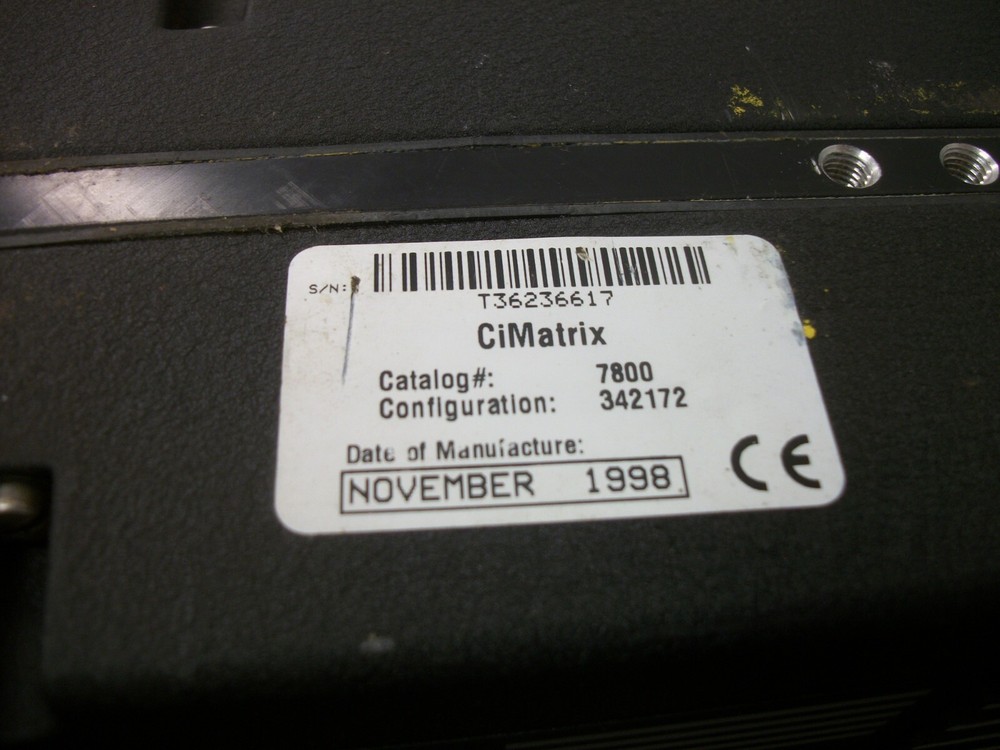 S/N:
T36236617
CiMatrix
Catalog#: 7800
Configuration: 342172
Date of Manufacture:
NOVEMBER 1998
CE